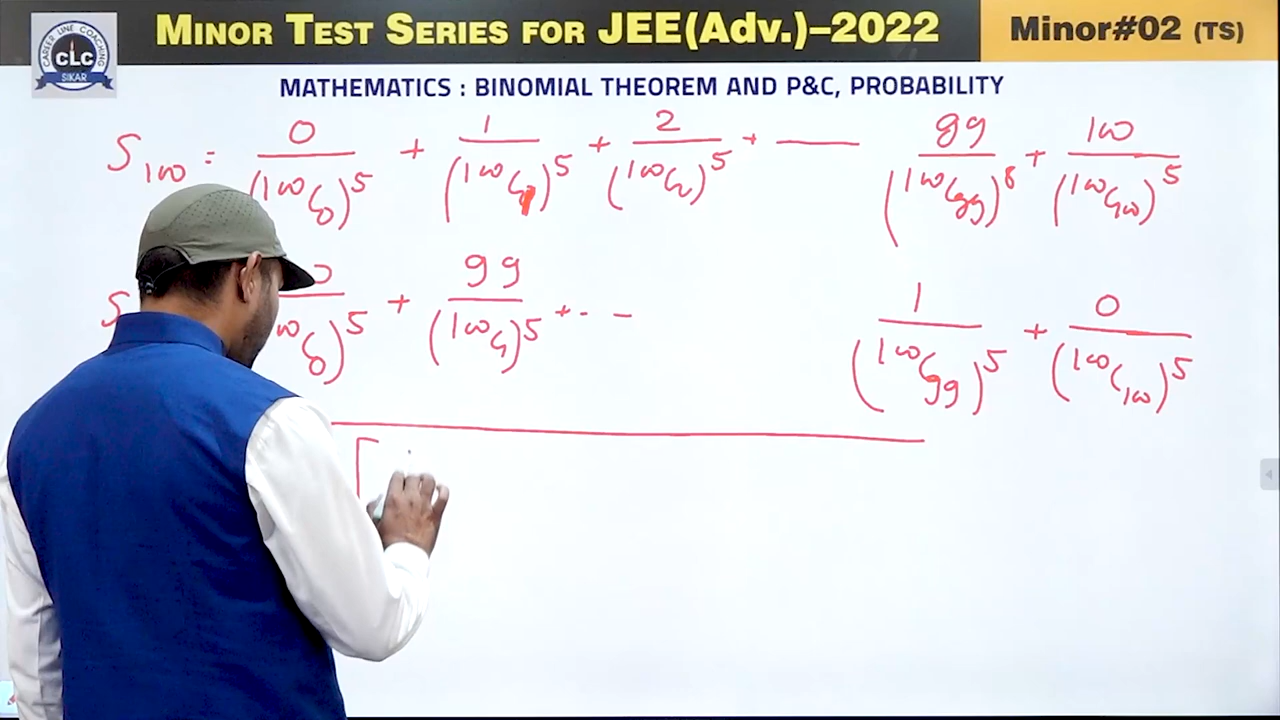 MINOR TEST SERIES FOR JEE(Adv.)–2022
Minor#02 (TS)
CAREER LINE COACHING
CLC
SIKAR
MATHEMATICS : BINOMIAL THEOREM AND P&C, PROBABILITY
S₁₀₀ = 0/(¹⁰⁰C₀)⁵ + 1/(¹⁰⁰C₁)⁵ + 2/(¹⁰⁰C₂)⁵ + — 99/(¹⁰⁰C₉₉)⁵ + 100/(¹⁰⁰C₁₀₀)⁵
S /(¹⁰⁰C₀)⁵ + 99/(¹⁰⁰C₁)⁵ + - - 1/(¹⁰⁰C₉₉)⁵ + 0/(¹⁰⁰C₁₀₀)⁵
[